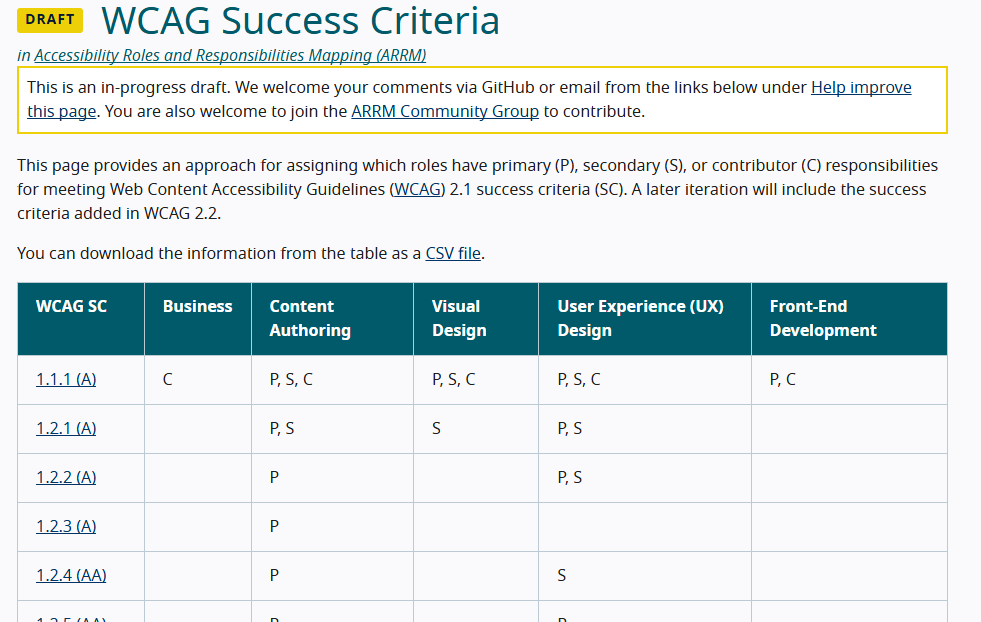 DRAFT WCAG Success Criteria
in Accessibility Roles and Responsibilities Mapping (ARRM)
This is an in-progress draft. We welcome your comments via GitHub or email from the links below under Help improve
this page. You are also welcome to join the ARRM Community Group to contribute.
This page provides an approach for assigning which roles have primary (P), secondary (S), or contributor (C) responsibilities
for meeting Web Content Accessibility Guidelines (WCAG) 2.1 success criteria (SC). A later iteration will include the success
criteria added in WCAG 2.2.
You can download the information from the table as a CSV file.
WCAG SC Business Content Authoring Visual Design User Experience (UX) Design Front-End Development
1.1.1 (A) C P, S, C P, S, C P, S, C P, C
1.2.1 (A) P, S S P, S
1.2.2 (A) P P, S
1.2.3 (A) P
1.2.4 (AA) P S